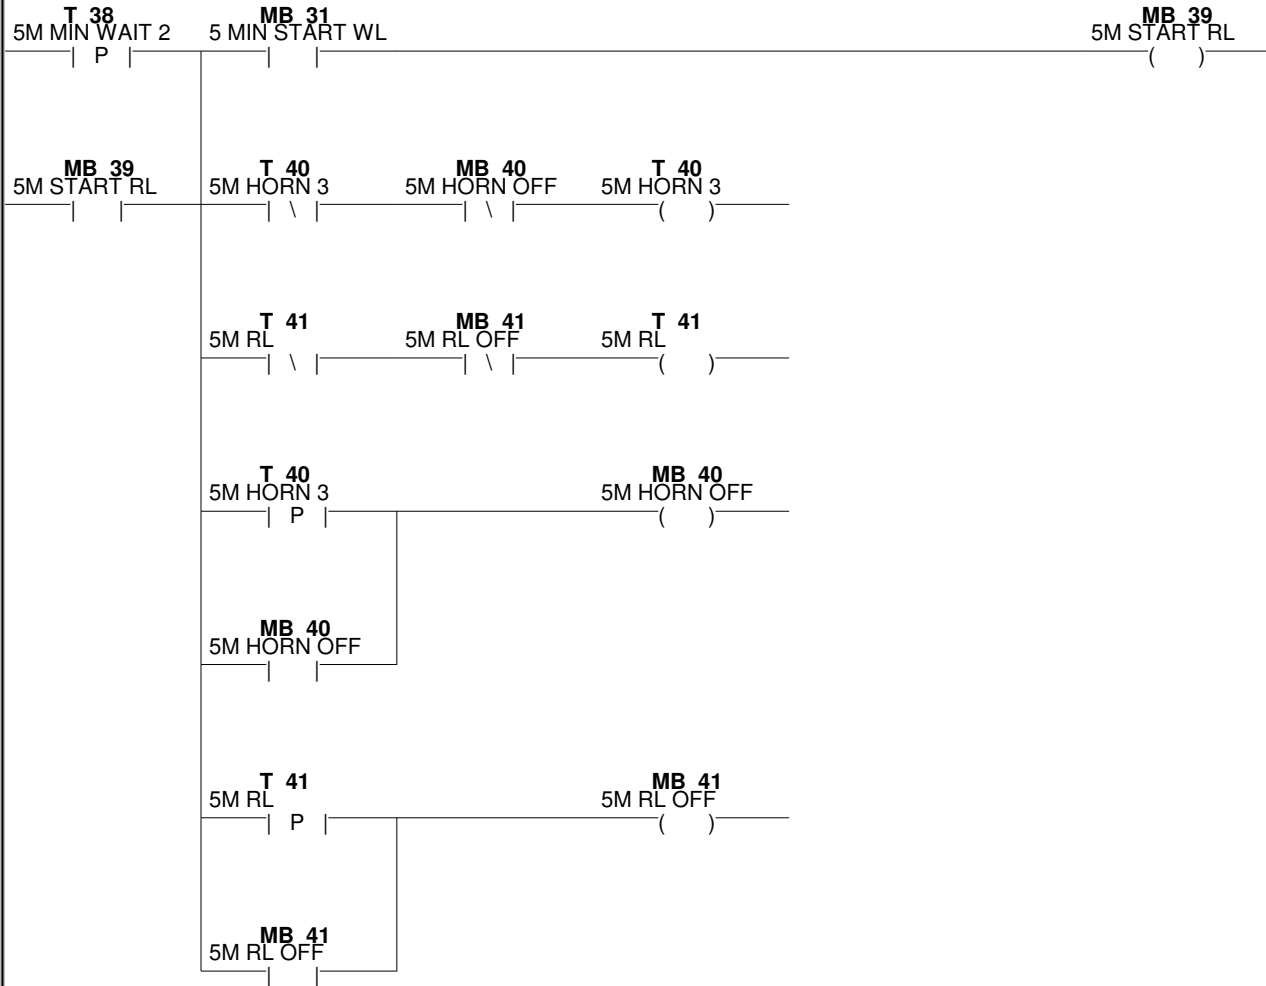 T 38 MB 31 MB 39
5M MIN WAIT 2 5 MIN START WL 5M START RL
P
MB 39 T 40 MB 40 T 40
5M START RL 5M HORN 3 5M HORN OFF 5M HORN 3
T 41 MB 41 T 41
5M RL 5M RL OFF 5M RL
T 40 MB 40
5M HORN 3 5M HORN OFF
P
MB 40
5M HORN OFF
T 41 MB 41
5M RL 5M RL OFF
P
MB 41
5M RL OFF